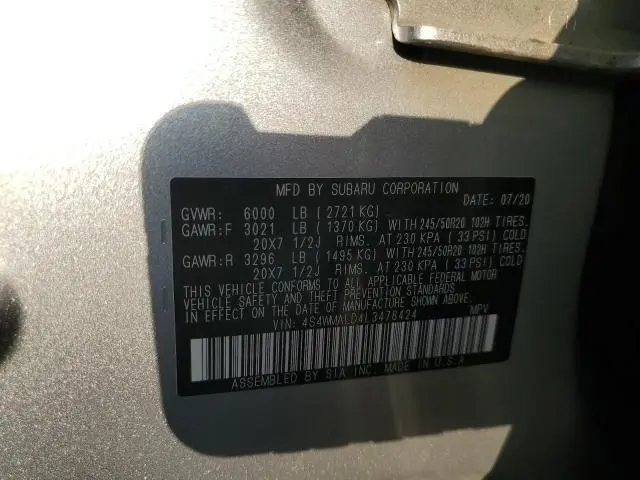 MFD BY SUBARU CORPORATION
DATE: 07/20
GVWR: 6000 LB ( 2721 KG)
GAWR:F 3021 LB ( 1370 KG) WITH 245/50R20 102H TIRES.
20X7 1/2J RIMS. AT 230 KPA ( 33 PSI) COLD
GAWR:R 3296 LB ( 1495 KG) WITH 245/50R20 102H TIRES.
20X7 1/2J RIMS. AT 230 KPA ( 33 PSI) COLD
THIS VEHICLE CONFORMS TO ALL APPLICABLE FEDERAL MOTOR
VEHICLE SAFETY AND THEFT PREVENTION STANDARDS
IN EFFECT ON THE DATE OF MANUFACTURE SHOWN ABOVE.
VIN: 4S4WMALD4L3478424 MPV
ASSEMBLED BY SIA, INC. MADE IN U.S.A